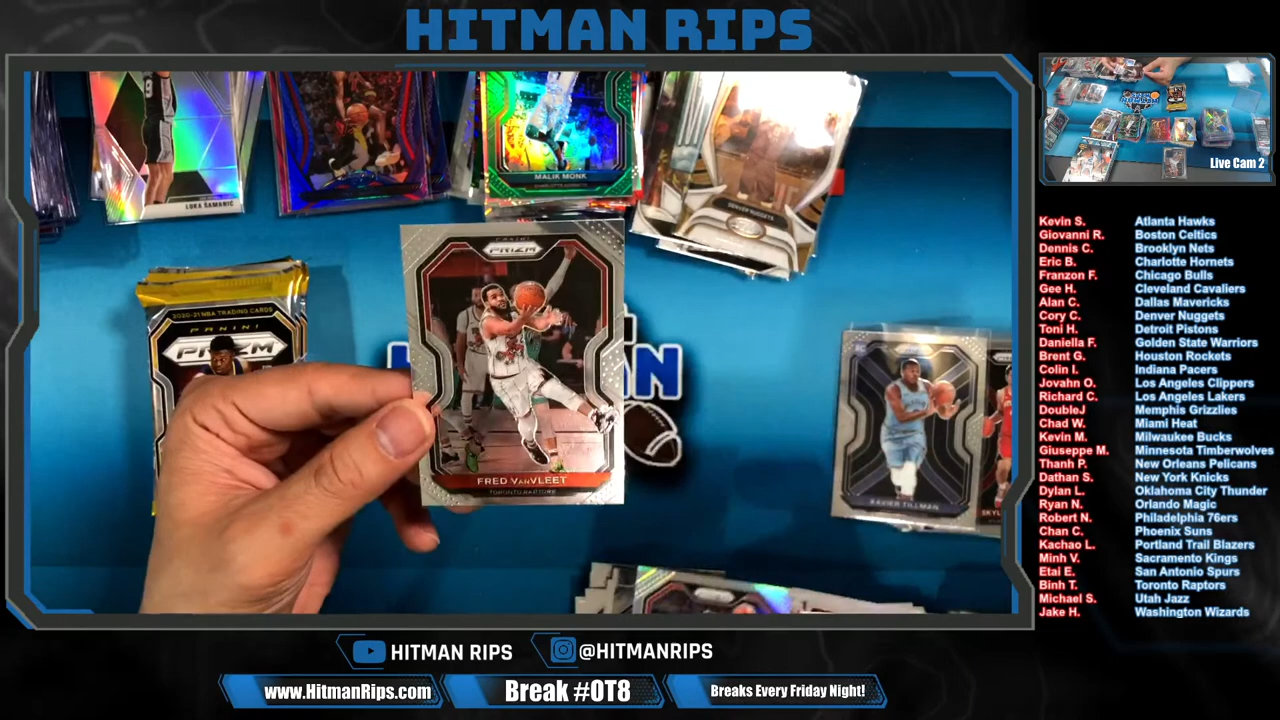 HITMAN RIPS
LUKA ŠAMANIĆ
MALIK MONK
DENVER NUGGETS
2020-21 NBA TRADING CARDS
PANINI
PRIZM
PANINI
PRIZM
FRED VANVLEET
TORONTO RAPTORS
XAVIER TILLMAN
SKYL
Live Cam 2
Kevin S. Atlanta Hawks
Giovanni R. Boston Celtics
Dennis C. Brooklyn Nets
Eric B. Charlotte Hornets
Franzon F. Chicago Bulls
Gee H. Cleveland Cavaliers
Alan C. Dallas Mavericks
Cory C. Denver Nuggets
Toni H. Detroit Pistons
Daniella F. Golden State Warriors
Brent G. Houston Rockets
Colin I. Indiana Pacers
Jovahn O. Los Angeles Clippers
Richard C. Los Angeles Lakers
DoubleJ Memphis Grizzlies
Chad W. Miami Heat
Kevin M. Milwaukee Bucks
Giuseppe M. Minnesota Timberwolves
Thanh P. New Orleans Pelicans
Dathan S. New York Knicks
Dylan L. Oklahoma City Thunder
Ryan N. Orlando Magic
Robert N. Philadelphia 76ers
Chan C. Phoenix Suns
Kachao L. Portland Trail Blazers
Minh V. Sacramento Kings
Etai E. San Antonio Spurs
Binh T. Toronto Raptors
Michael S. Utah Jazz
Jake H. Washington Wizards
HITMAN RIPS @HITMANRIPS
www.HitmanRips.com Break #0T8 Breaks Every Friday Night!